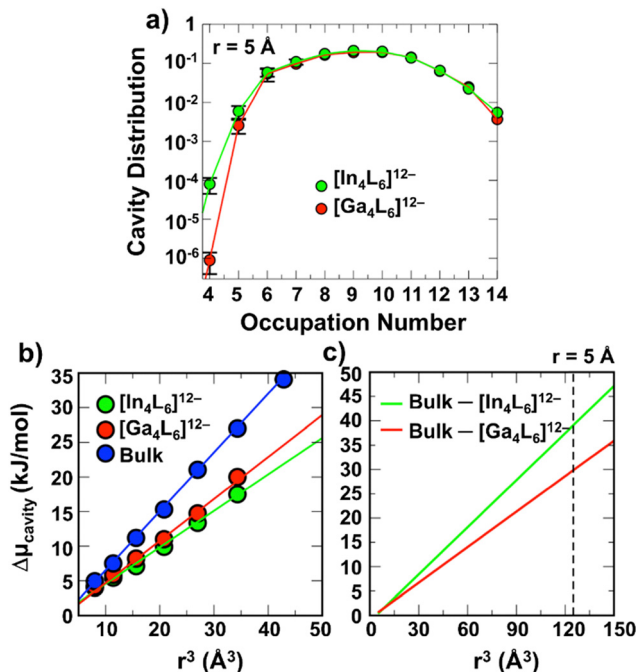 a)
1
10⁻¹
10⁻²
10⁻³
10⁻⁴
10⁻⁵
10⁻⁶
Cavity Distribution
r = 5 Å
[In₄L₆]¹²⁻
[Ga₄L₆]¹²⁻
4 5 6 7 8 9 10 11 12 13 14
Occupation Number
b)
35
30
25
20
15
10
5
0
Δμcavity (kJ/mol)
[In₄L₆]¹²⁻
[Ga₄L₆]¹²⁻
Bulk
10 20 30 40 50
r³ (Å³)
c)
r = 5 Å
50
45
40
35
30
25
20
15
10
5
0
Bulk — [In₄L₆]¹²⁻
Bulk — [Ga₄L₆]¹²⁻
0 30 60 90 120 150
r³ (Å³)